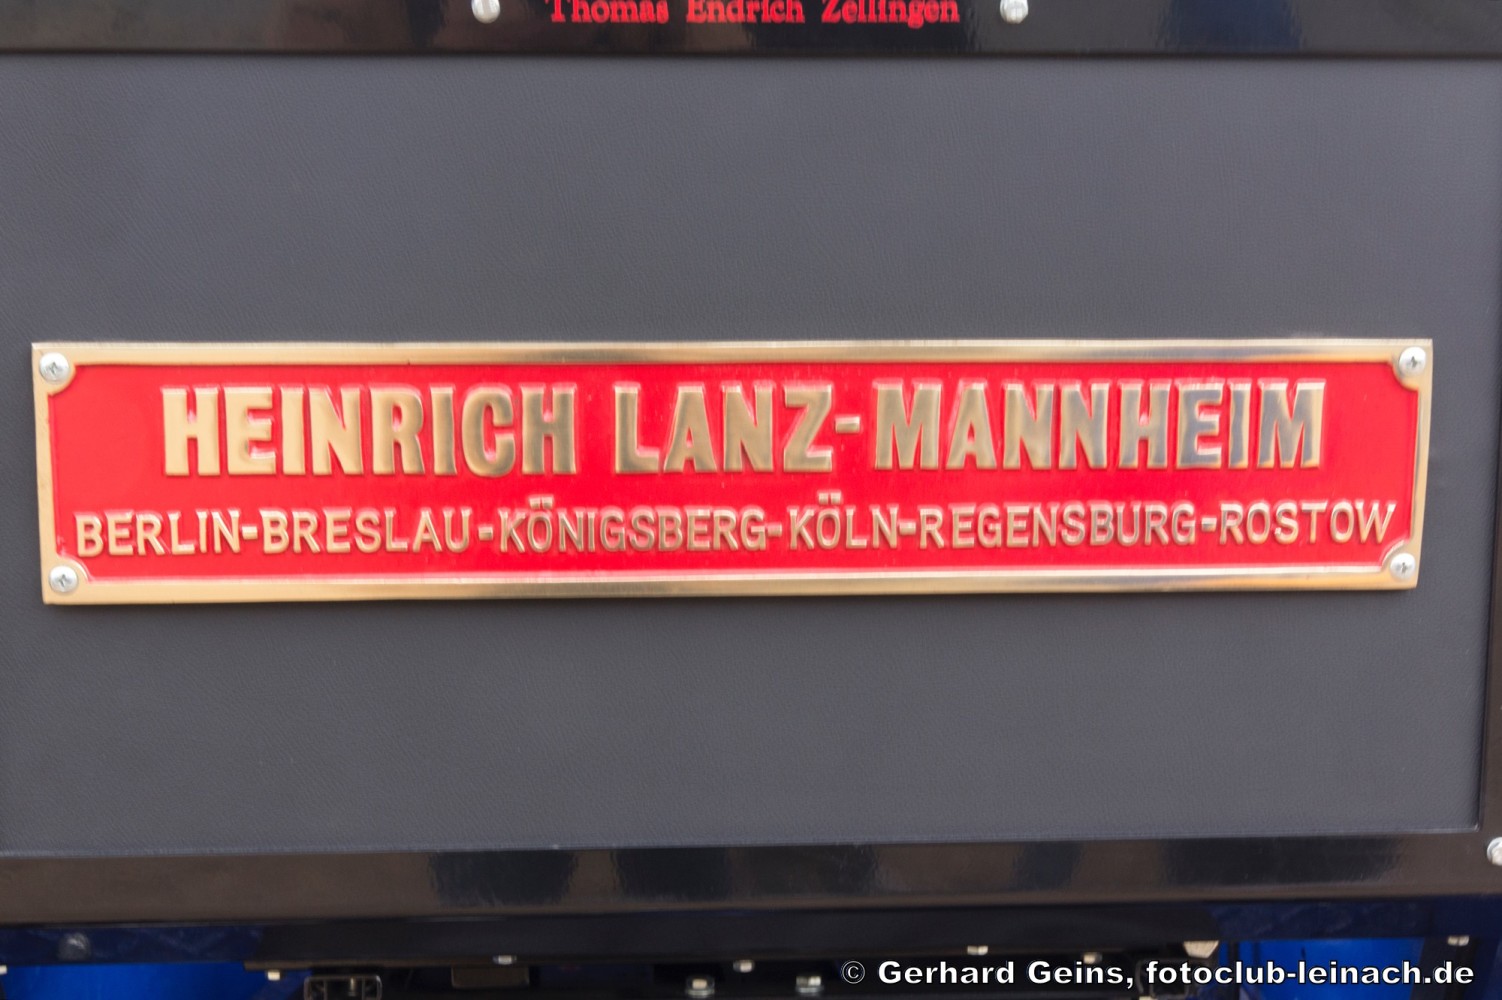 Thomas Endrich Zellingen
HEINRICH LANZ-MANNHEIM
BERLIN-BRESLAU-KÖNIGSBERG-KÖLN-REGENSBURG-ROSTOW
© Gerhard Geins, fotoclub-leinach.de